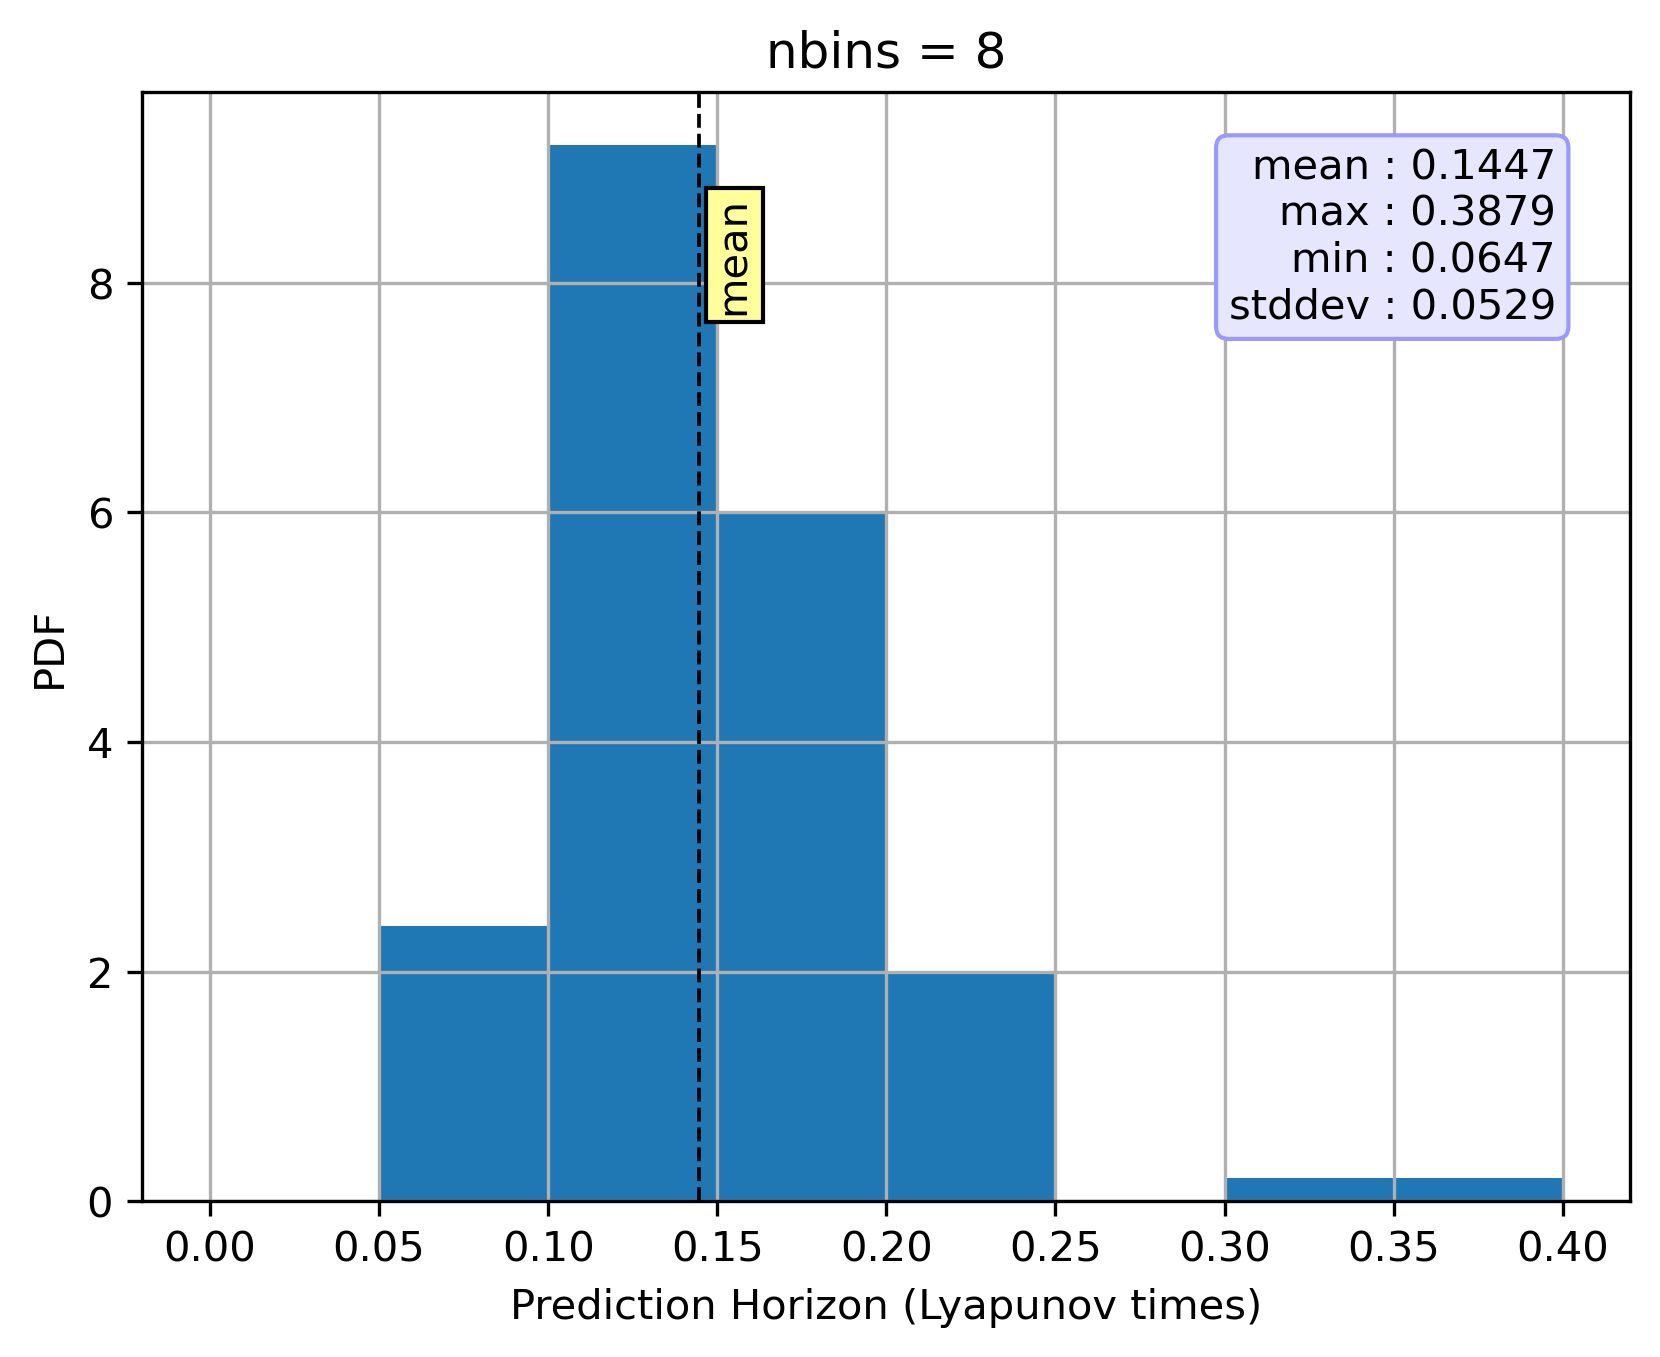 nbins = 8
mean : 0.1447
max : 0.3879
min : 0.0647
stddev : 0.0529
mean
PDF
8
6
4
2
0
0.00 0.05 0.10 0.15 0.20 0.25 0.30 0.35 0.40
Prediction Horizon (Lyapunov times)